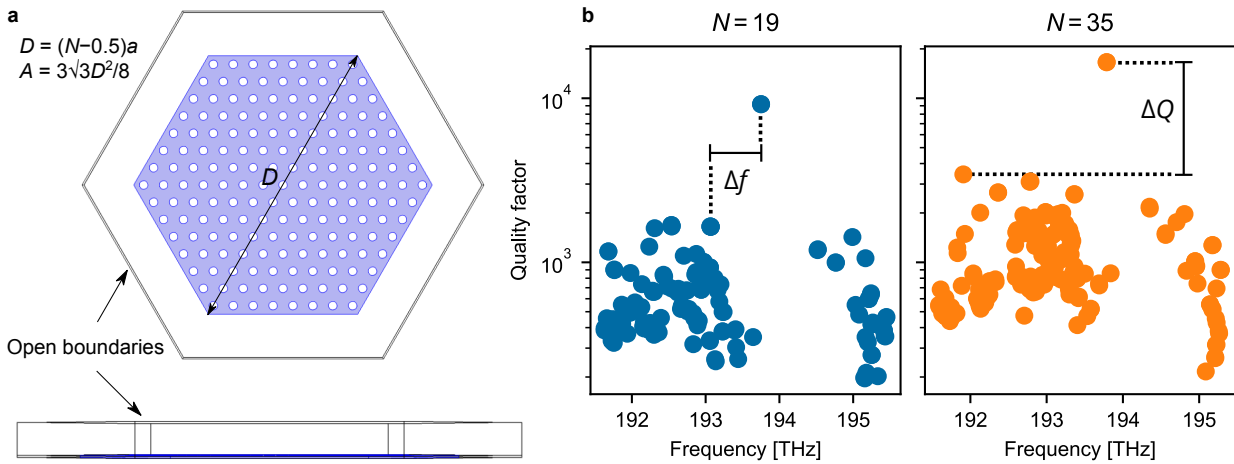 a
D = (N−0.5)a
A = 3√3D²/8
D
Open boundaries
b
N = 19
N = 35
Quality factor
10⁴
10³
Δf
ΔQ
192
193
194
195
192
193
194
195
Frequency [THz]
Frequency [THz]